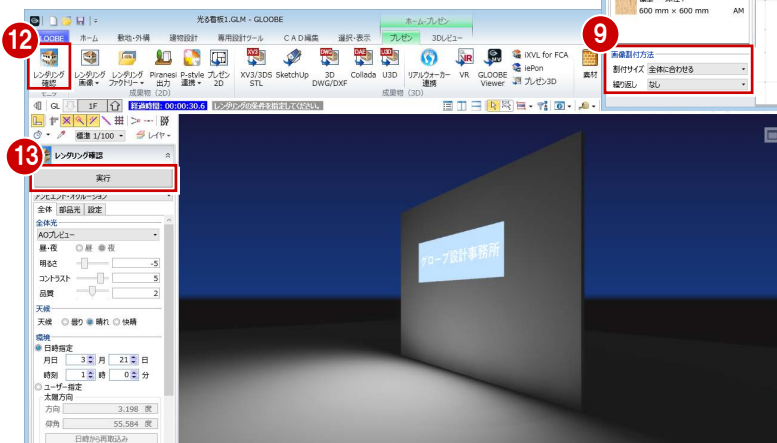 光る看板1.GLM - GLOOBE
ホーム-プレゼン
12
GLOOBE ホーム 敷地・外構 建物設計 専用設計ツール CAD編集 選択・表示 プレゼン 3Dレビュー
レンダリング確認 レンダリング画像 レンダリングファクトリー Piranesi出力 P-style連携 プレゼン2D XV3/3DS STL SketchUp 3D DWG/DXF Collada U3D リアルウォーカー連携 VR GLOOBE Viewer
iXVL for FCA
iePon
プレゼン3D
素材
成果物 (2D) 成果物 (3D)
GL 1F 経過時間: 00:00:30.6 レンダリングの条件を指定してください。
標準 1/100 レイヤ
13
レンダリング確認
実行
アンビエント・オクルージョン
全体 部品光 設定
全体光
AOプレビュー
昼・夜 昼 夜
明るさ -5
コントラスト 5
品質 2
天候
天候 曇り 晴れ 快晴
環境
日時指定
月日 3 月 21 日
時刻 1 時 0 分
ユーザー指定
太陽方向
方向 3.198 度
仰角 55.584 度
日時から再取込み
グローブ設計事務所
600 mm × 600 mm AM
9
画像割付方法
割付サイズ 全体に合わせる
繰り返し なし